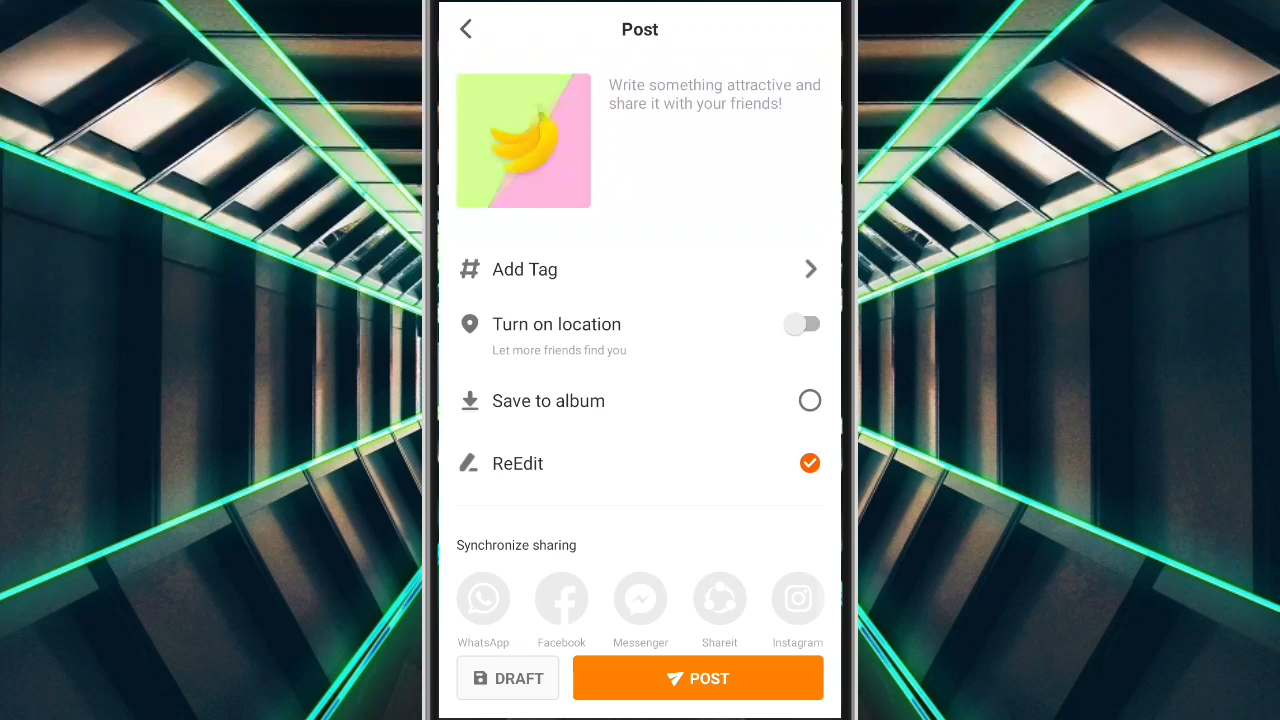 Post
Write something attractive and
share it with your friends!
Add Tag
Turn on location
Let more friends find you
Save to album
ReEdit
Synchronize sharing
WhatsApp
Facebook
Messenger
Shareit
Instagram
DRAFT
POST